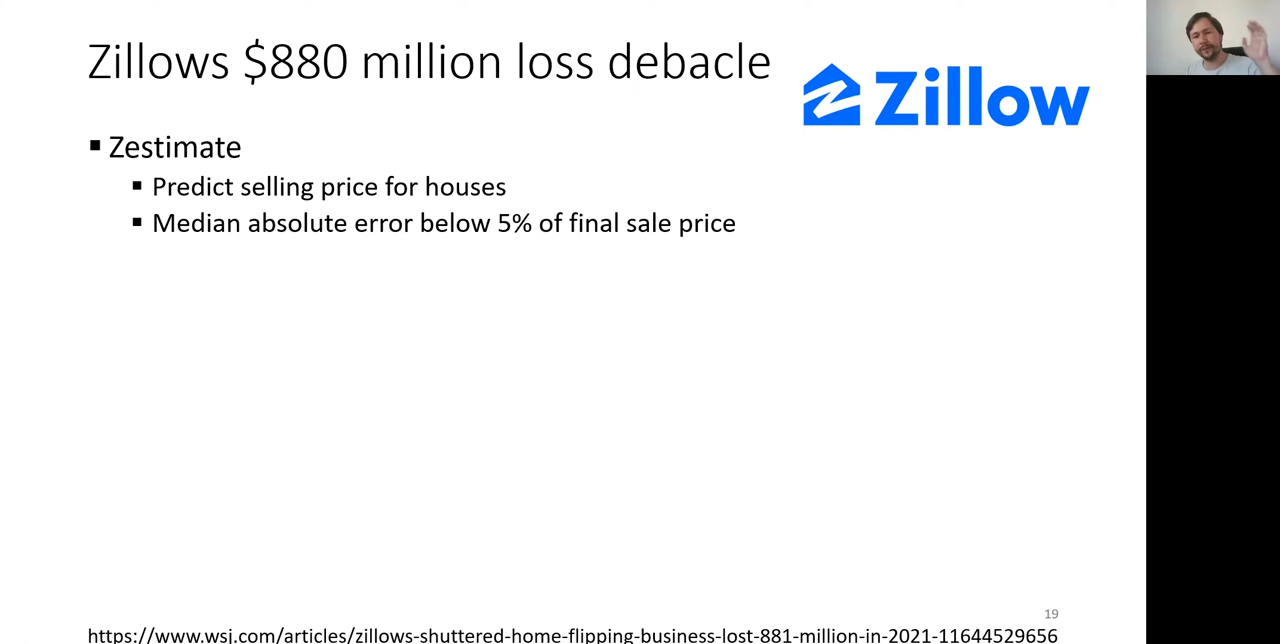 Zillows $880 million loss debacle
Zillow
Zestimate
Predict selling price for houses
Median absolute error below 5% of final sale price
19
https://www.wsj.com/articles/zillows-shuttered-home-flipping-business-lost-881-million-in-2021-11644529656